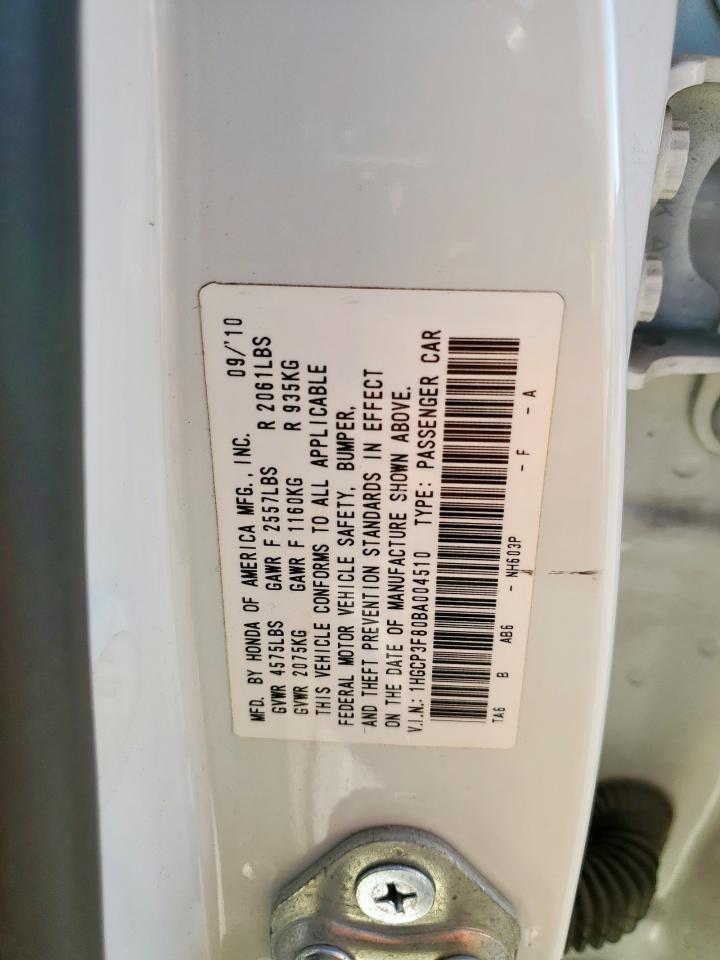 MFD. BY HONDA OF AMERICA MFG., INC. 09/'10
GVWR 4575LBS GAWR F 2557LBS R 2061LBS
GVWR 2075KG GAWR F 1160KG R 935KG
THIS VEHICLE CONFORMS TO ALL APPLICABLE
FEDERAL MOTOR VEHICLE SAFETY, BUMPER,
AND THEFT PREVENTION STANDARDS IN EFFECT
ON THE DATE OF MANUFACTURE SHOWN ABOVE.
V.I.N.: 1HGCP3F80BA004510 TYPE: PASSENGER CAR
TA6 B AB6 - NH603P - F - A